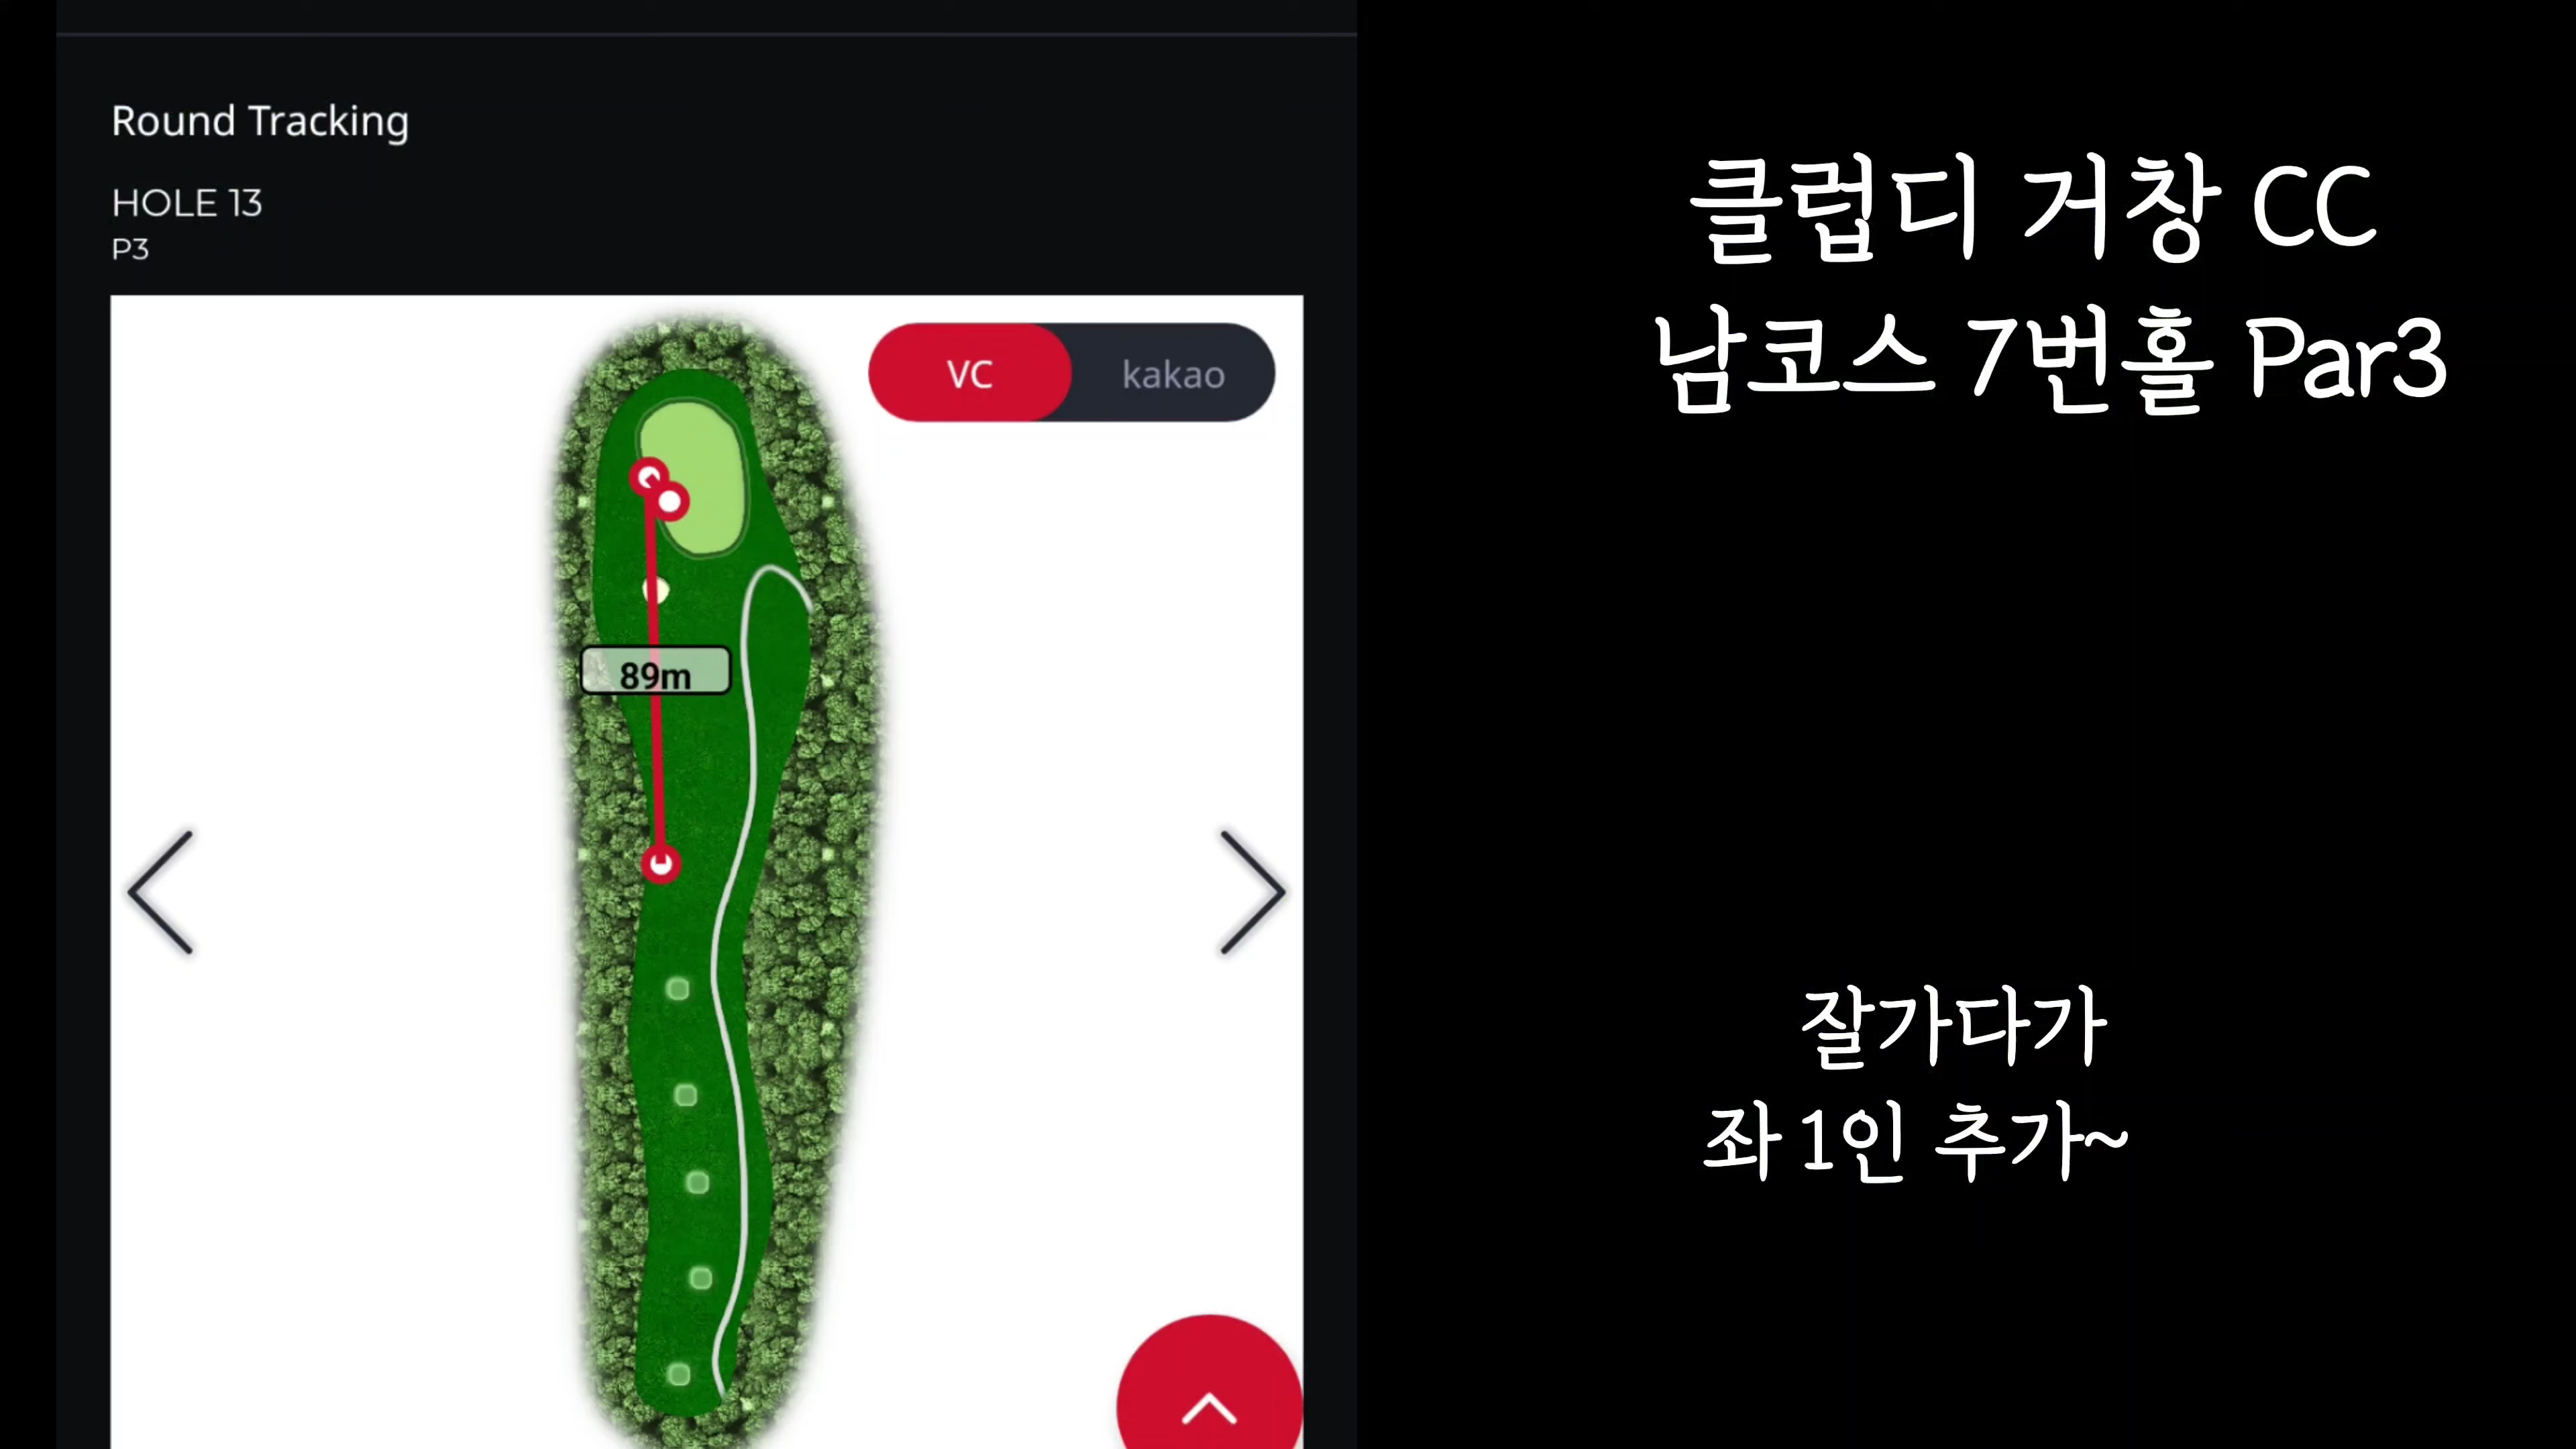 Round Tracking
HOLE 13
P3
VC
kakao
89m
클럽디 거창 CC
남코스 7번홀 Par3
잘가다가
좌 1인 추가~